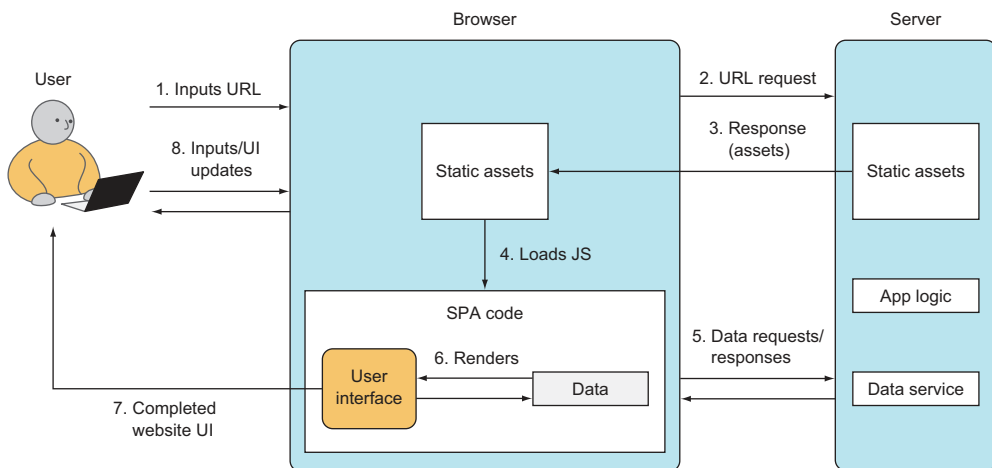 Browser
Server
User
1. Inputs URL
2. URL request
3. Response
(assets)
8. Inputs/UI
updates
Static assets
Static assets
4. Loads JS
App logic
SPA code
5. Data requests/
responses
6. Renders
User
interface
Data
Data service
7. Completed
website UI